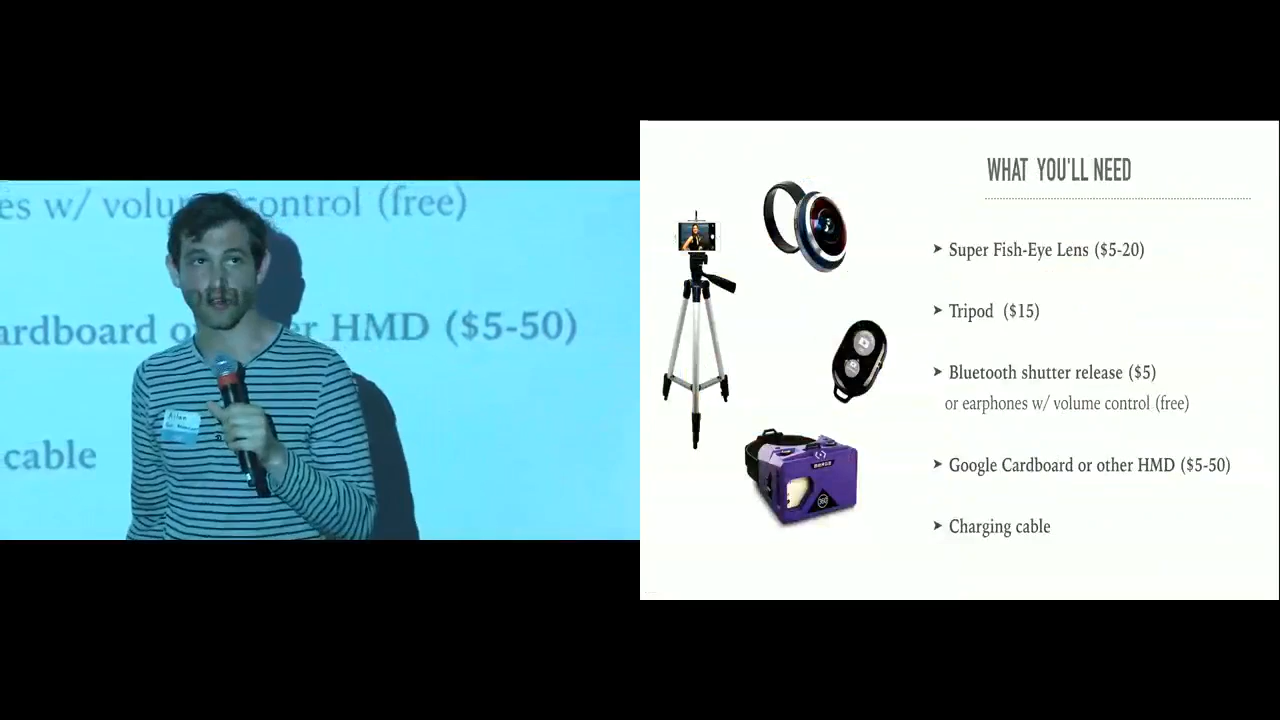 es w/ volu control (free)
ardboard o er HMD ($5-50)
cable
Allan
WHAT YOU'LL NEED
➤ Super Fish-Eye Lens ($5-20)
➤ Tripod ($15)
➤ Bluetooth shutter release ($5)
or earphones w/ volume control (free)
➤ Google Cardboard or other HMD ($5-50)
➤ Charging cable
360